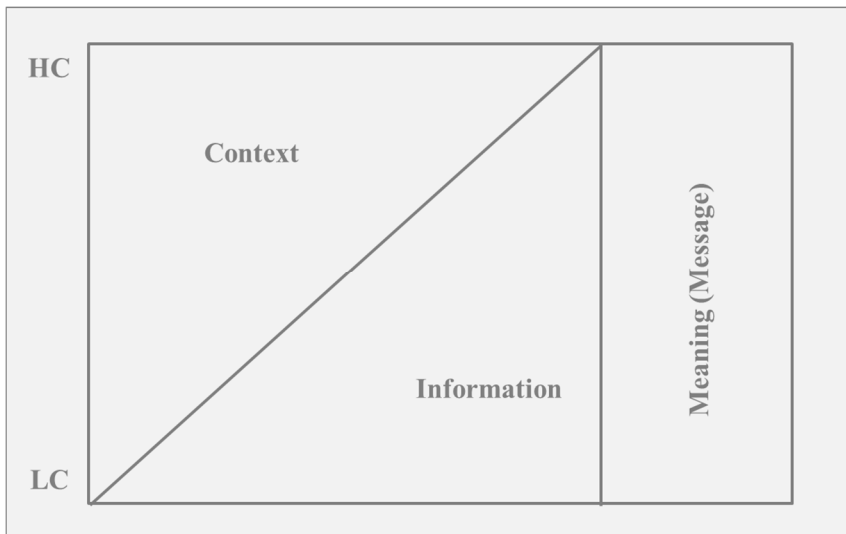 HC
Context
Meaning (Message)
Information
LC